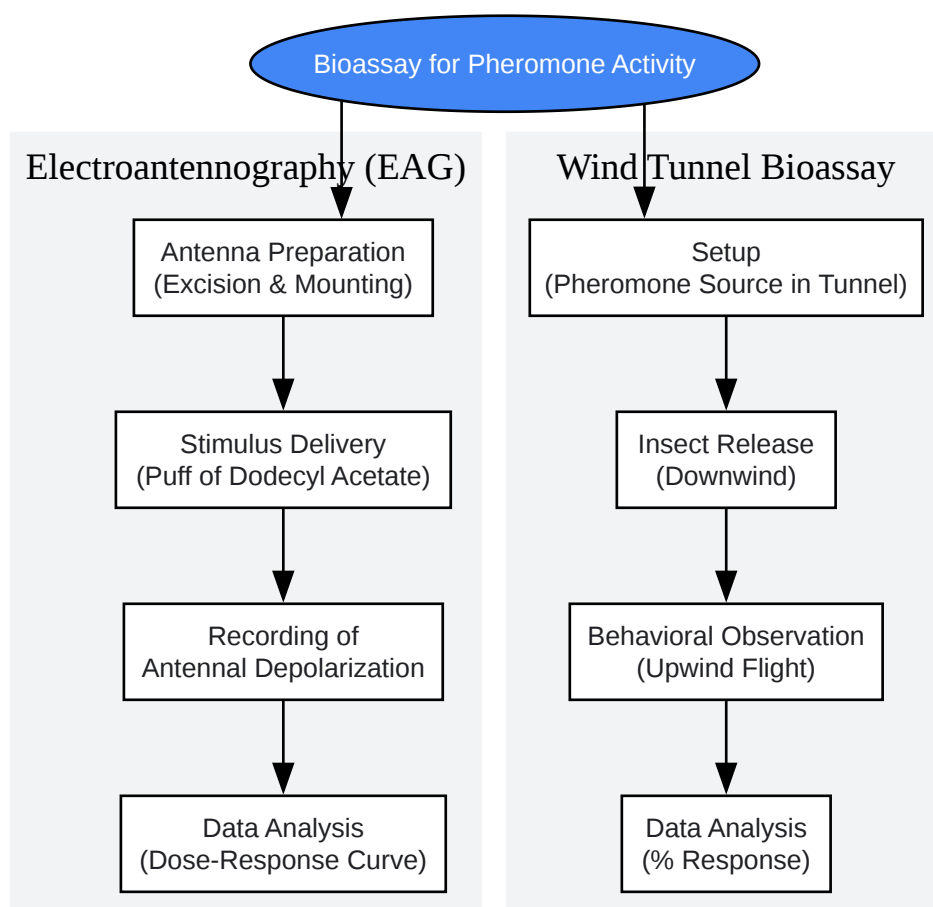 Bioassay for Pheromone Activity
Electroantennography (EAG)
Antenna Preparation
(Excision & Mounting)
Stimulus Delivery
(Puff of Dodecyl Acetate)
Recording of
Antennal Depolarization
Data Analysis
(Dose-Response Curve)
Wind Tunnel Bioassay
Setup
(Pheromone Source in Tunnel)
Insect Release
(Downwind)
Behavioral Observation
(Upwind Flight)
Data Analysis
(% Response)